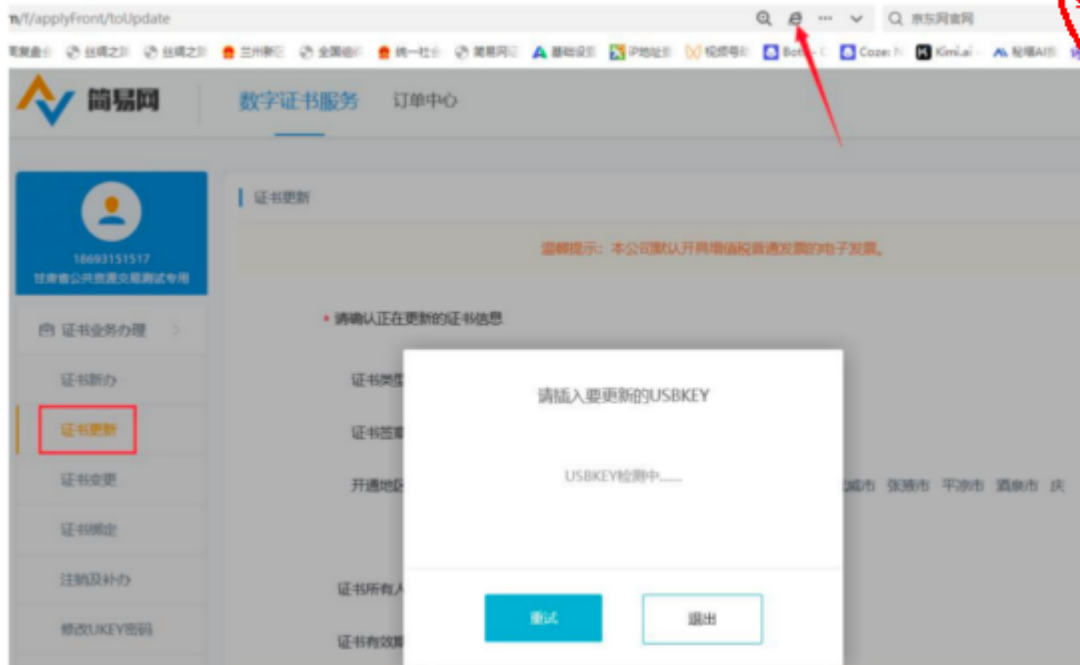 m/f/applyFront/toUpdate
京东网官网
兰州新区 全国组织 统一社会 简易网 基础设 IP地址 视频号 Bot - C Coze: N Kimi.ai - 秘塔AI
简易网 数字证书服务 订单中心
证书更新
18693151517
甘肃省公共资源交易测试专用
温馨提示：本公司默认开具增值税普通发票的电子发票。
证书业务办理 >
* 请确认正在更新的证书信息
证书新办
证书类型
请插入要更新的USBKEY
证书更新
证书签章
USBKEY检测中......
证书变更
开通地区
威市 张掖市 平凉市 酒泉市 庆
证书绑定
注销及补办
证书所有人
重试 退出
修改UKEY密码
证书有效期